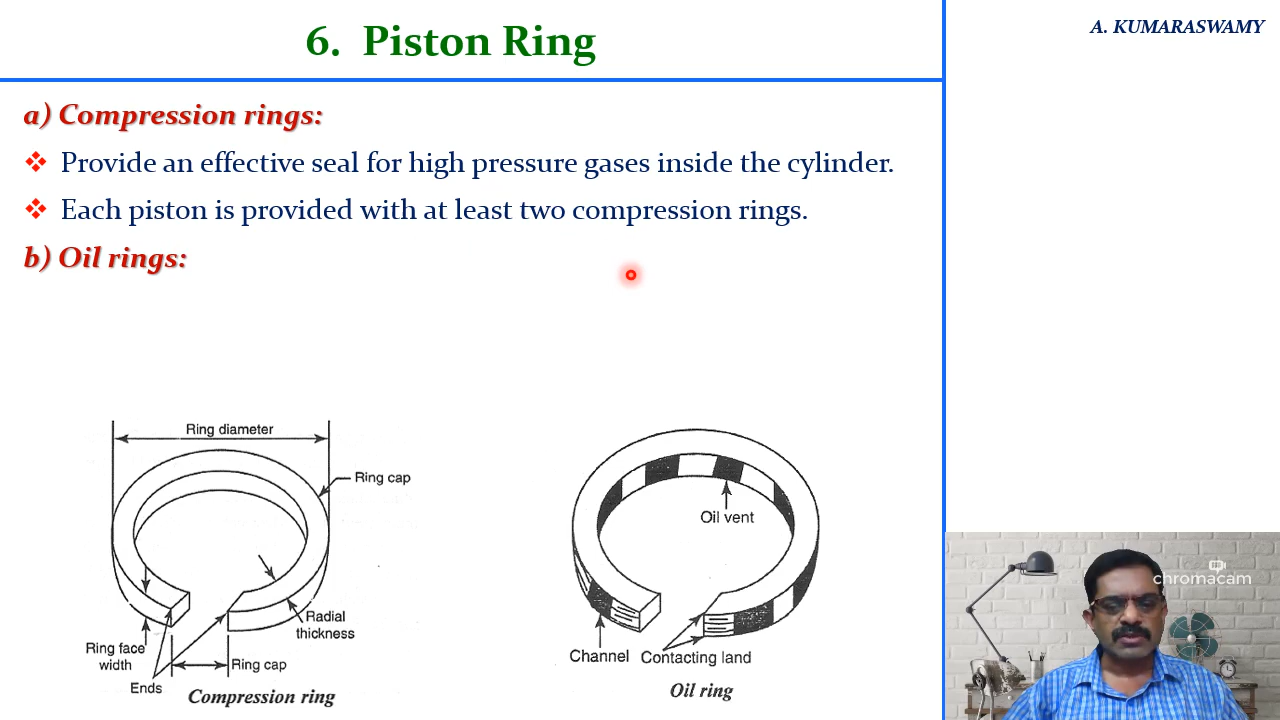 6. Piston Ring
A. KUMARASWAMY
a) Compression rings:
❖ Provide an effective seal for high pressure gases inside the cylinder.
❖ Each piston is provided with at least two compression rings.
b) Oil rings:
Ring diameter
Ring cap
Radial
thickness
Ring face
width
Ring cap
Ends
Compression ring
Oil vent
Channel
Contacting land
Oil ring
chromacam